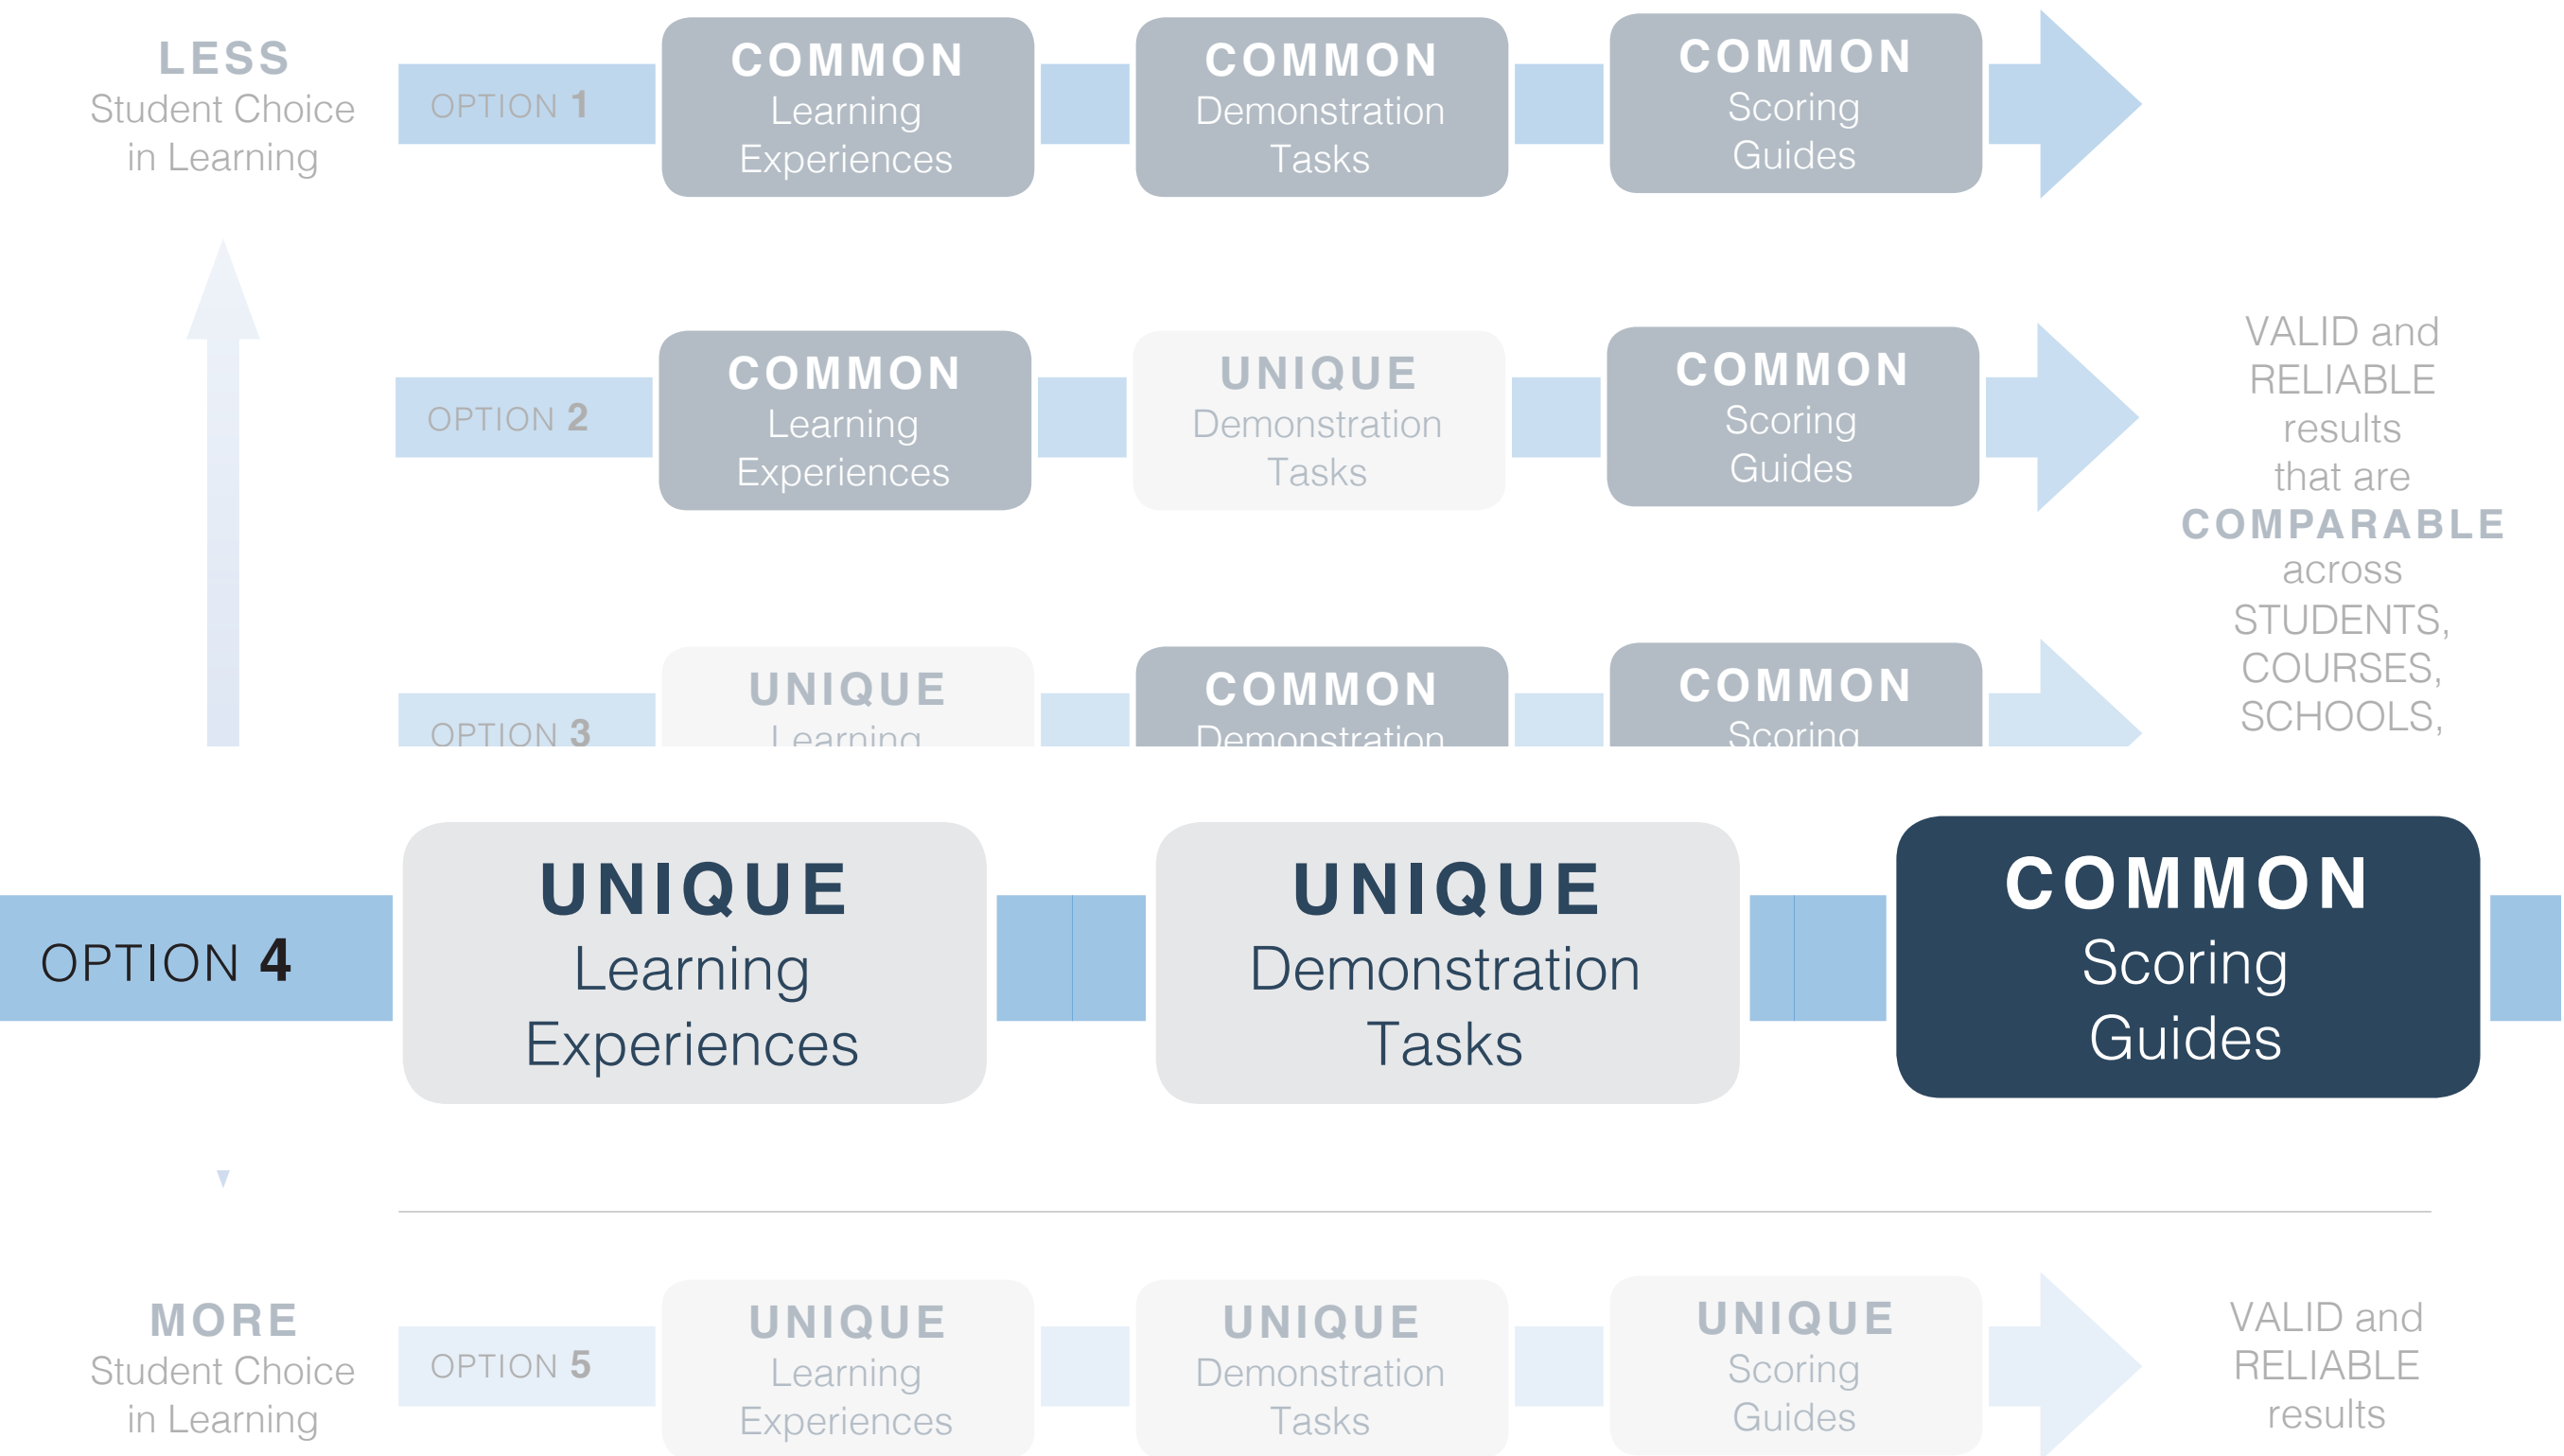 LESS
Student Choice
in Learning
OPTION 1
COMMON
Learning
Experiences
COMMON
Demonstration
Tasks
COMMON
Scoring
Guides
OPTION 2
COMMON
Learning
Experiences
UNIQUE
Demonstration
Tasks
COMMON
Scoring
Guides
VALID and
RELIABLE
results
that are
COMPARABLE
across
STUDENTS,
COURSES,
SCHOOLS,
OPTION 3
UNIQUE
Learning
COMMON
Demonstration
COMMON
Scoring
OPTION 4
UNIQUE
Learning
Experiences
UNIQUE
Demonstration
Tasks
COMMON
Scoring
Guides
MORE
Student Choice
in Learning
OPTION 5
UNIQUE
Learning
Experiences
UNIQUE
Demonstration
Tasks
UNIQUE
Scoring
Guides
VALID and
RELIABLE
results